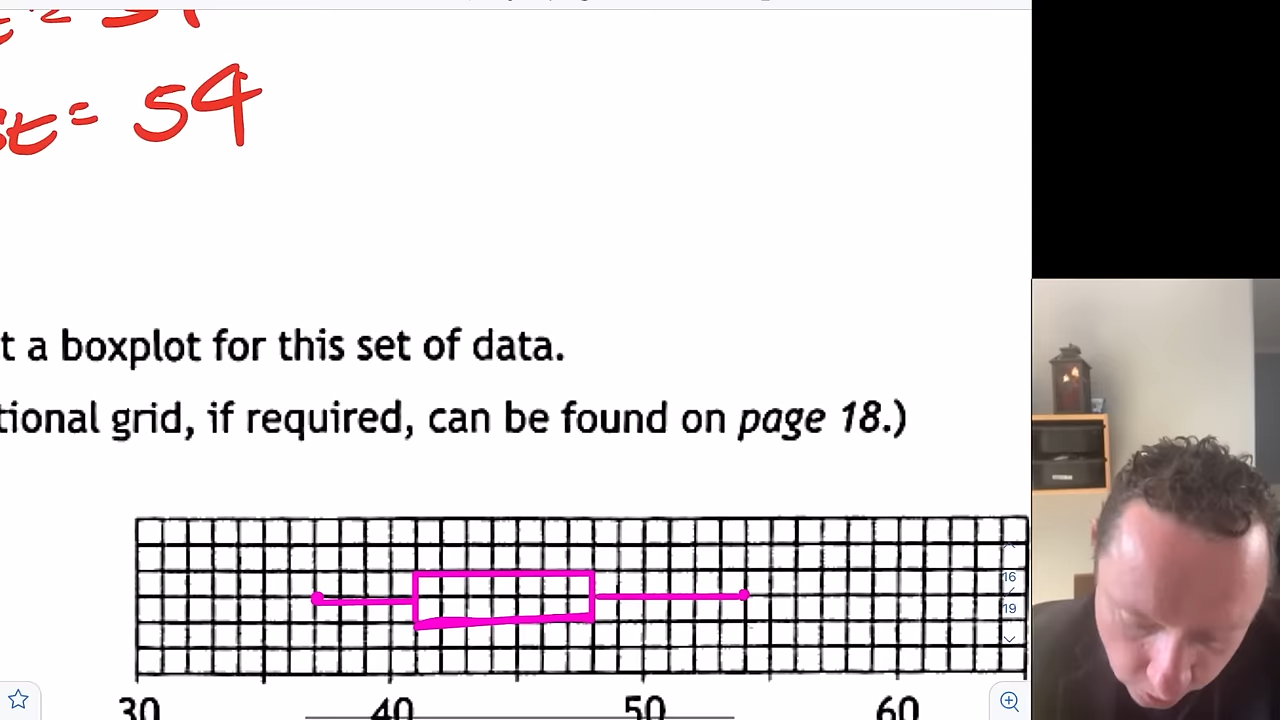 = 54
t a boxplot for this set of data.
tional grid, if required, can be found on page 18.)
16
19
30 40 50 60